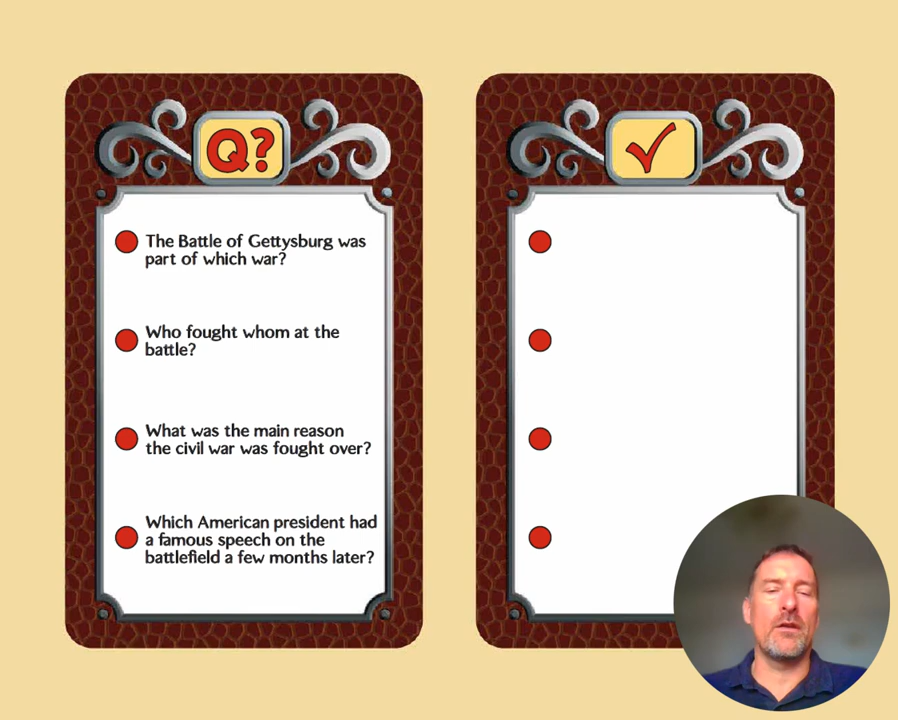 Q?
The Battle of Gettysburg was
part of which war?
Who fought whom at the
battle?
What was the main reason
the civil war was fought over?
Which American president had
a famous speech on the
battlefield a few months later?